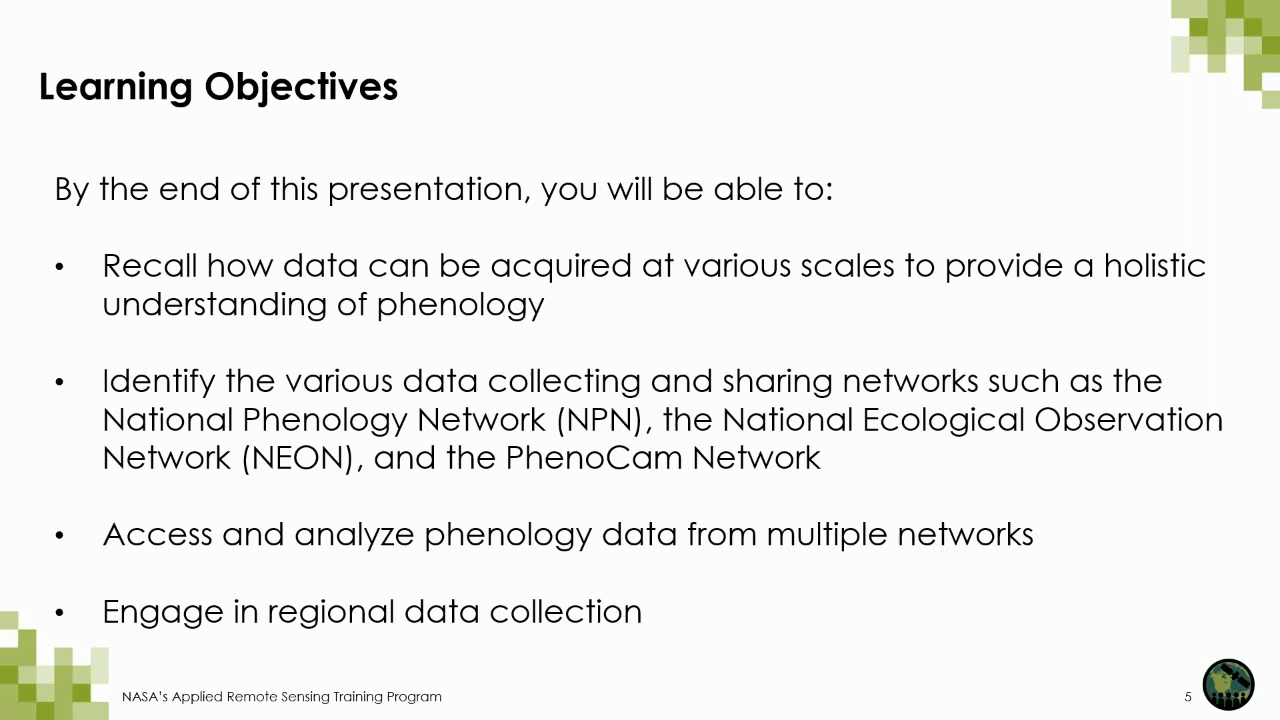 Learning Objectives
By the end of this presentation, you will be able to:
• Recall how data can be acquired at various scales to provide a holistic
understanding of phenology
• Identify the various data collecting and sharing networks such as the
National Phenology Network (NPN), the National Ecological Observation
Network (NEON), and the PhenoCam Network
• Access and analyze phenology data from multiple networks
• Engage in regional data collection
NASA's Applied Remote Sensing Training Program
5